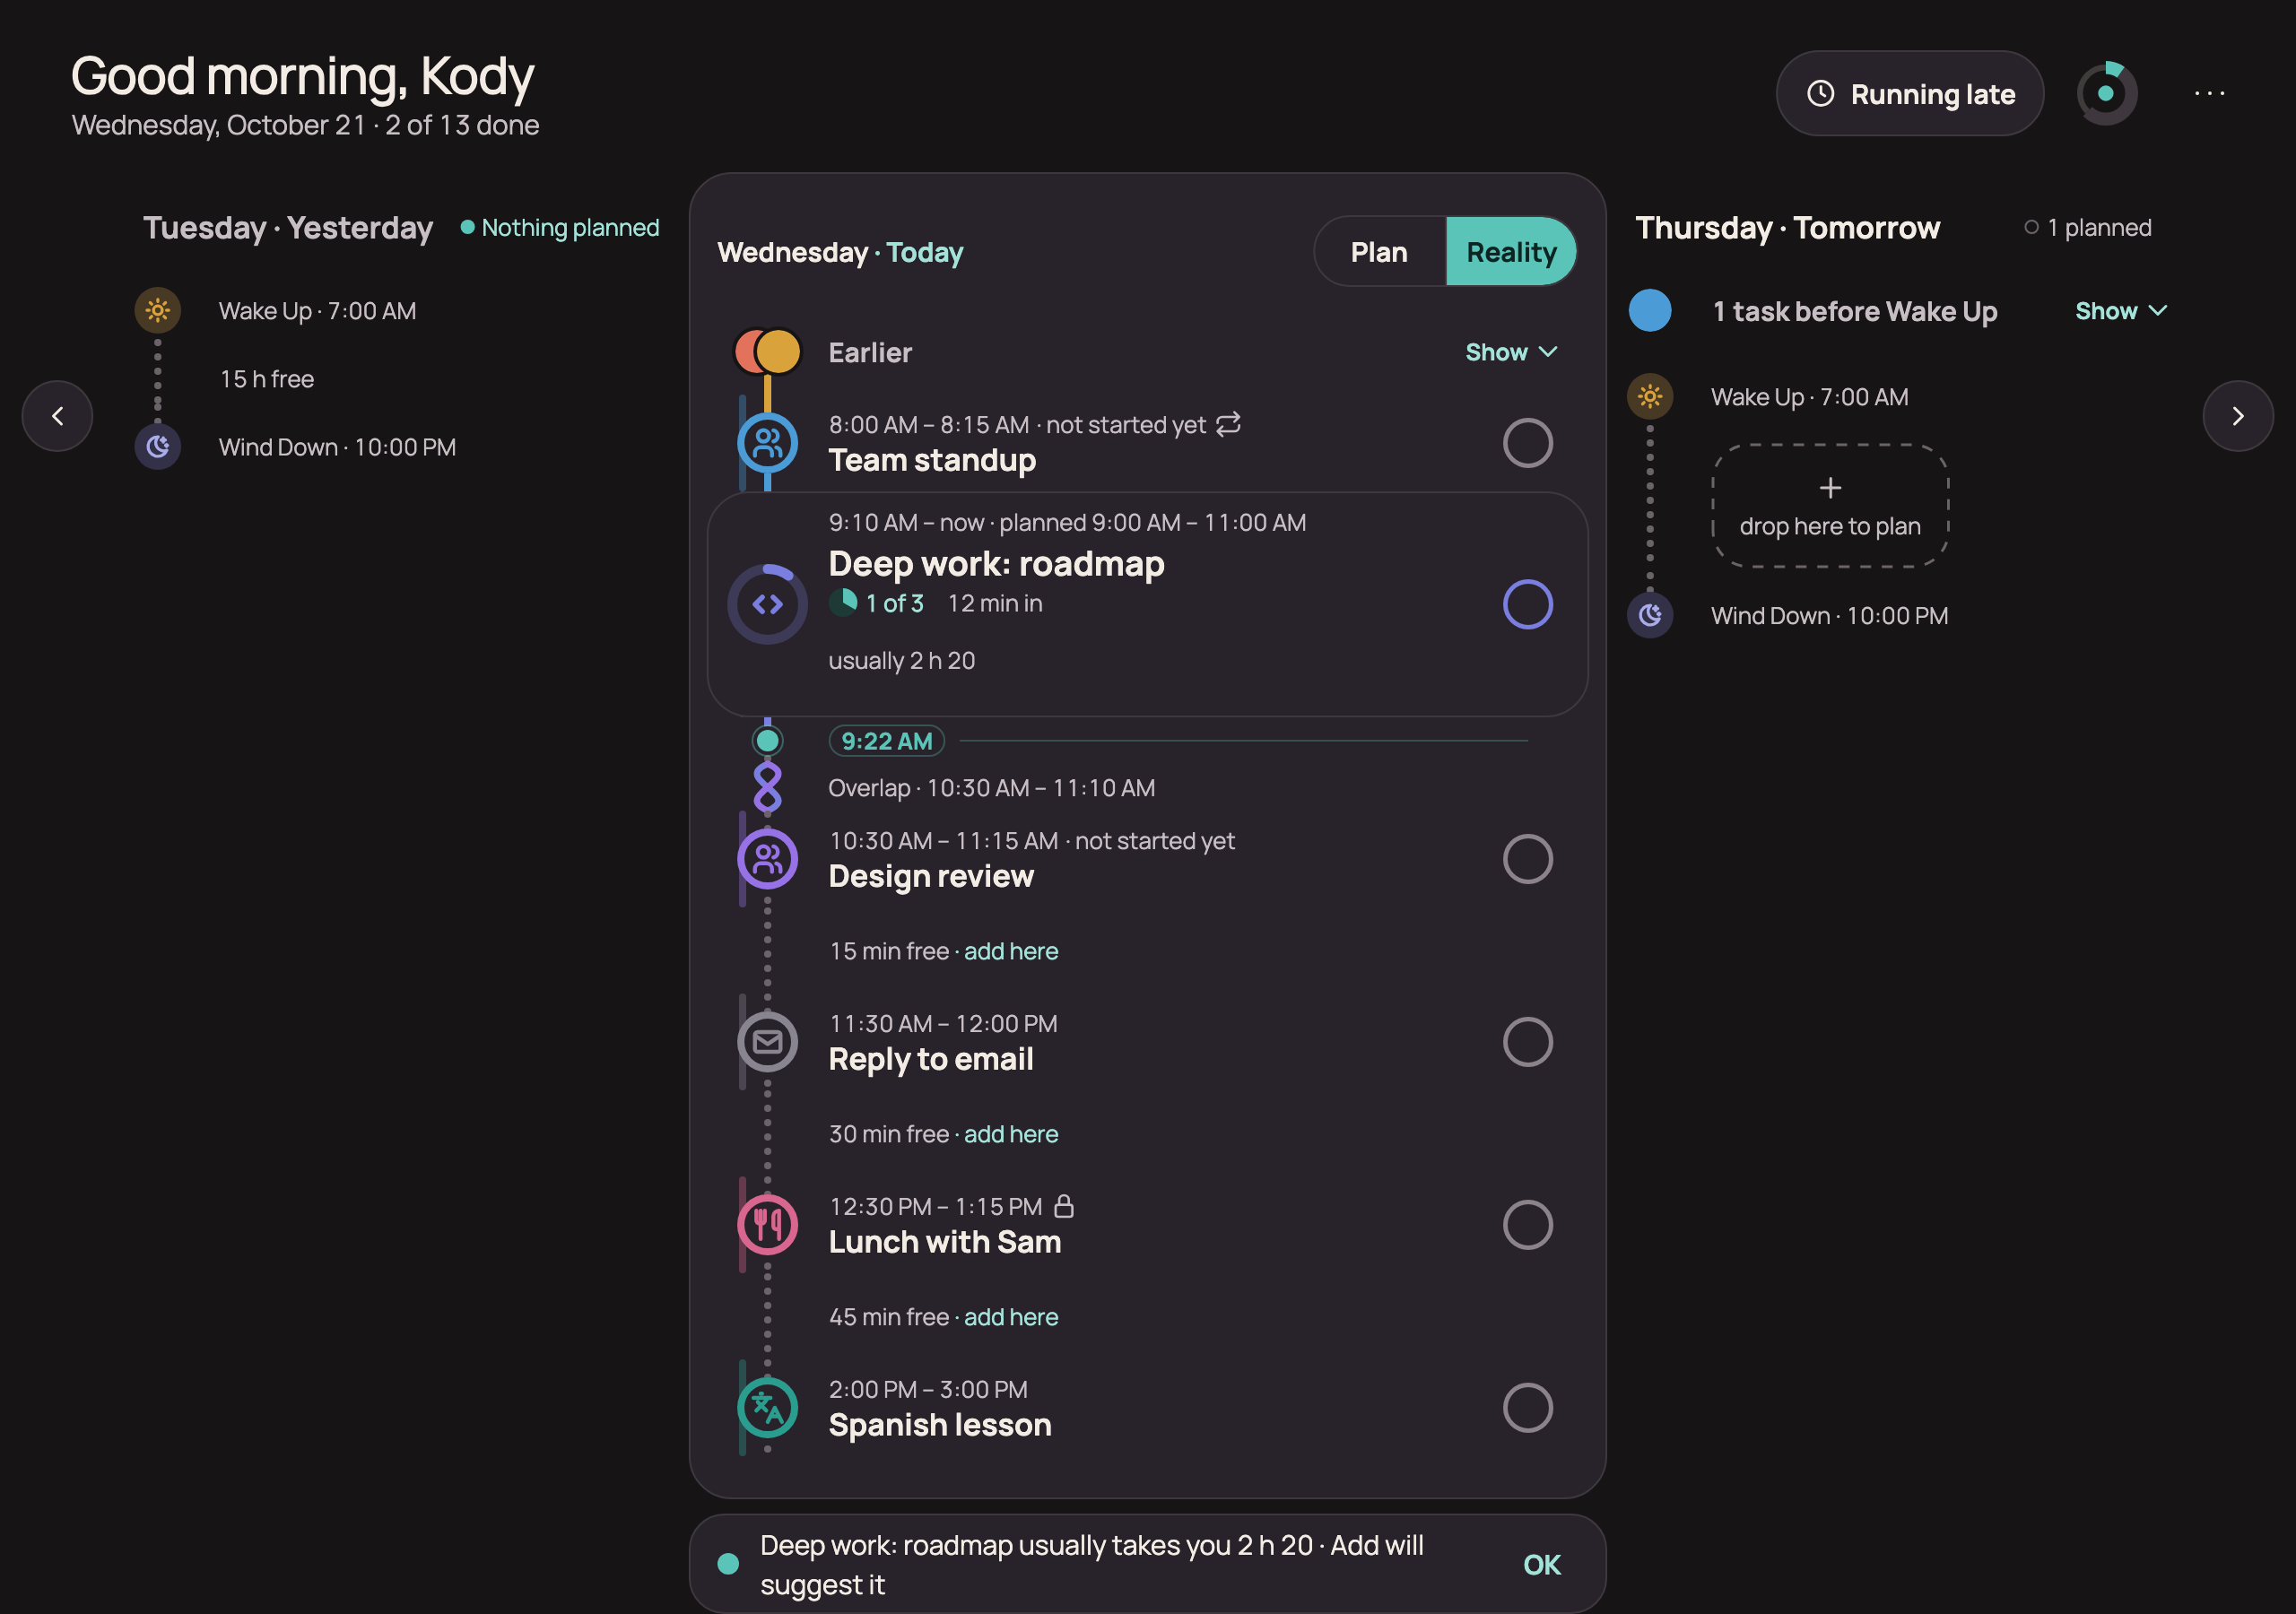 Good morning, Kody
Wednesday, October 21 · 2 of 13 done
Running late
Tuesday · Yesterday
Nothing planned
Wake Up · 7:00 AM
15 h free
Wind Down · 10:00 PM
Wednesday · Today
Plan
Reality
Earlier
Show
8:00 AM – 8:15 AM · not started yet
Team standup
9:10 AM – now · planned 9:00 AM – 11:00 AM
Deep work: roadmap
1 of 3 12 min in
usually 2 h 20
9:22 AM
Overlap · 10:30 AM – 11:10 AM
10:30 AM – 11:15 AM · not started yet
Design review
15 min free · add here
11:30 AM – 12:00 PM
Reply to email
30 min free · add here
12:30 PM – 1:15 PM
Lunch with Sam
45 min free · add here
2:00 PM – 3:00 PM
Spanish lesson
Deep work: roadmap usually takes you 2 h 20 · Add will
suggest it
OK
Thursday · Tomorrow
1 planned
1 task before Wake Up
Show
Wake Up · 7:00 AM
drop here to plan
Wind Down · 10:00 PM